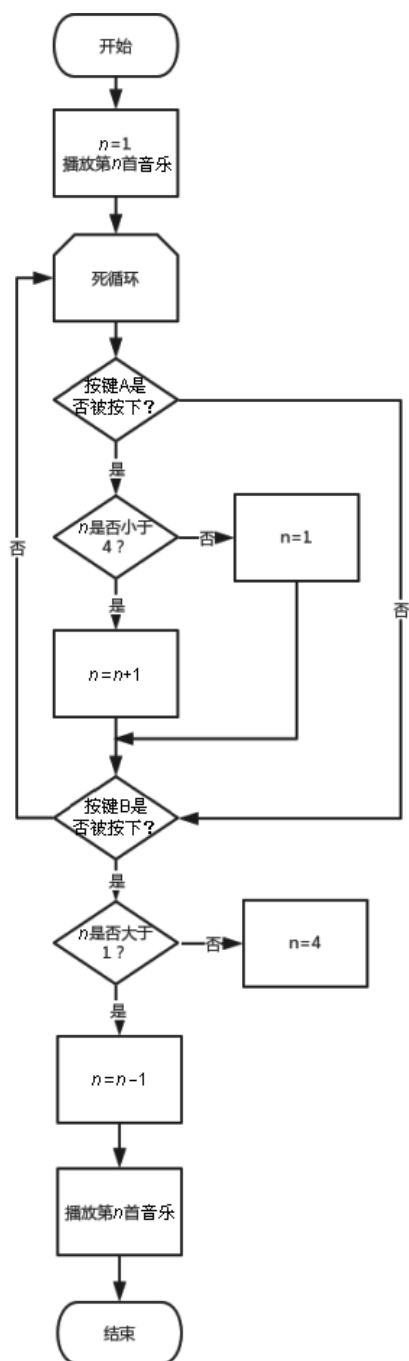 开始
n=1
播放第n首音乐
死循环
按键A是
否被按下？
是
n是否小于
4？
否
n=1
否
否
是
n=n+1
按键B是
否被按下？
是
n是否大于
1？
否
n=4
是
n=n-1
播放第n首音乐
结束